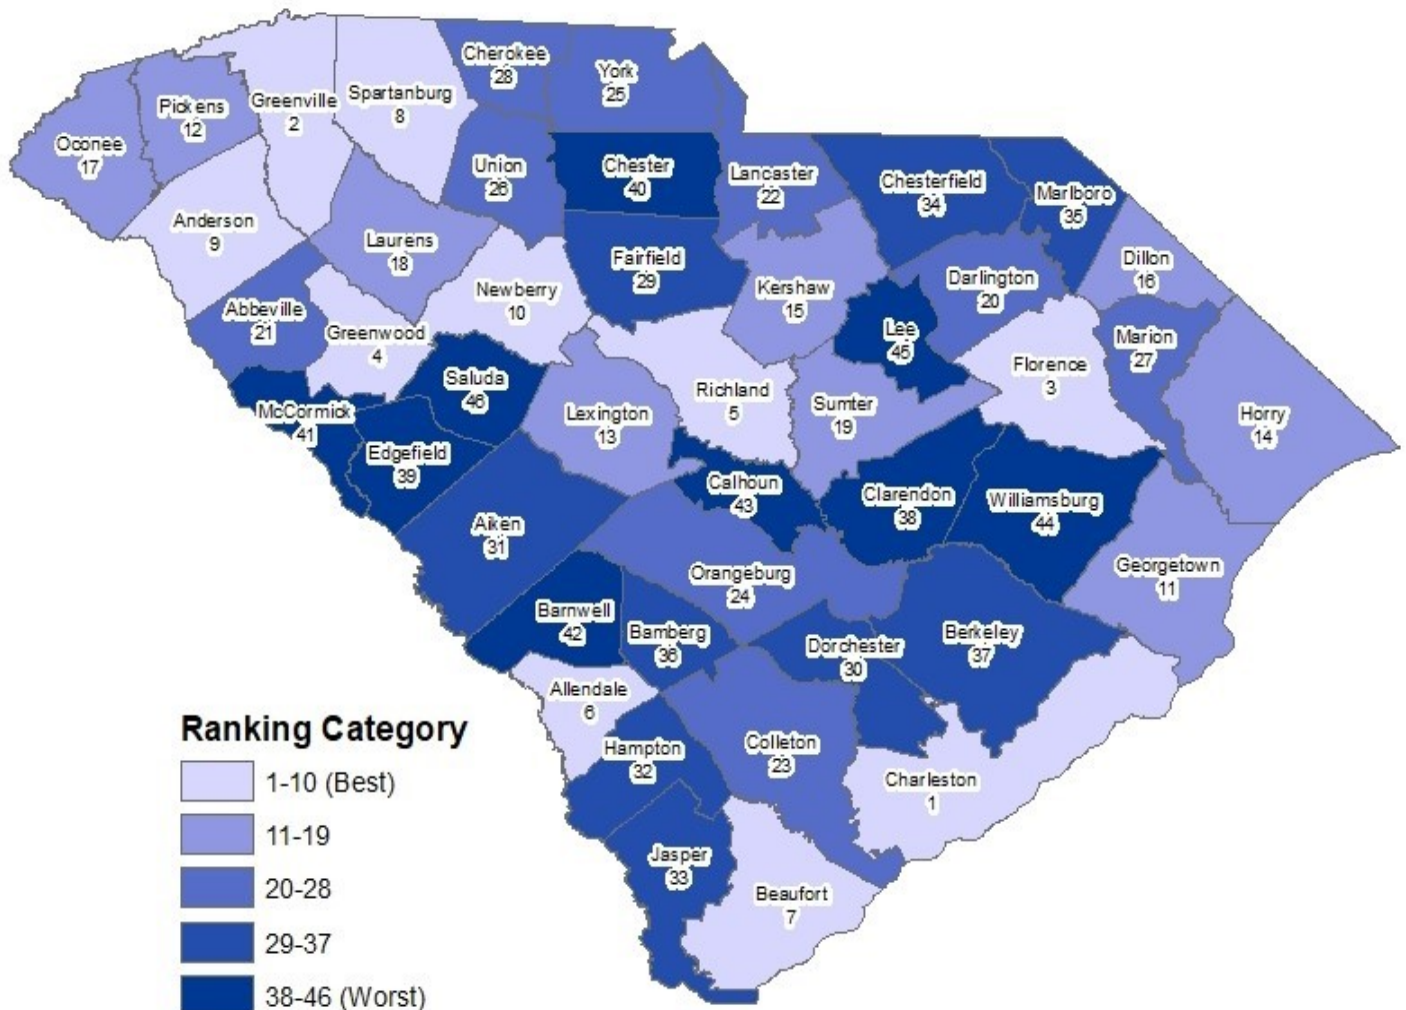 Cherokee
28
York
25
Pickens
12
Greenville
2
Spartanburg
8
Oconee
17
Union
26
Chester
40
Lancaster
22
Chesterfield
34
Marlboro
35
Anderson
9
Laurens
18
Fairfield
29
Kershaw
15
Darlington
20
Dillon
16
Newberry
10
Abbeville
21
Greenwood
4
Lee
45
Marion
27
Florence
3
Saluda
46
Richland
5
Sumter
19
McCormick
41
Lexington
13
Horry
14
Edgefield
39
Calhoun
43
Clarendon
38
Williamsburg
44
Aiken
31
Orangeburg
24
Georgetown
11
Barnwell
42
Bamberg
36
Dorchester
30
Berkeley
37
Allendale
6
Hampton
32
Colleton
23
Charleston
1
Jasper
33
Beaufort
7
Ranking Category
1-10 (Best)
11-19
20-28
29-37
38-46 (Worst)